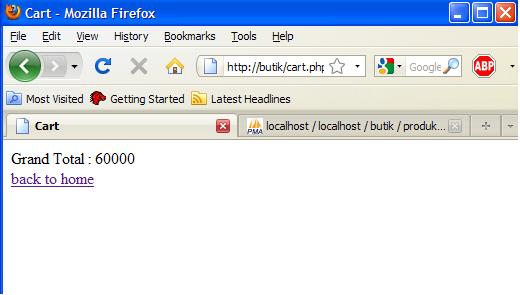 Cart - Mozilla Firefox
File Edit View History Bookmarks Tools Help
http://butik/cart.php Google ABP
Most Visited Getting Started Latest Headlines
Cart PMA localhost / localhost / butik / produk...
Grand Total : 60000
back to home